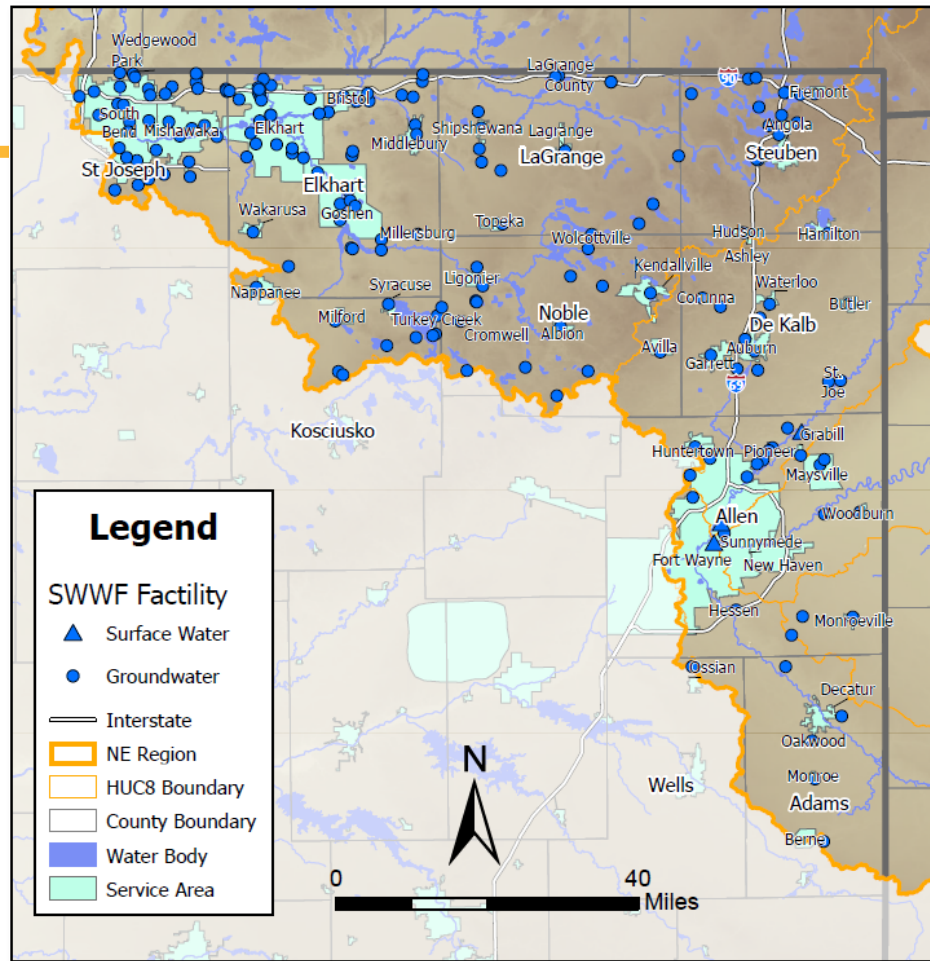 Wedgewood
Park
LaGrange
County
90
Fremont
Bristol
South
Bend
Mishawaka
Elkhart
Shipshewana
Lagrange
Angola
Middlebury
LaGrange
Steuben
St Joseph
Elkhart
Goshen
Wakarusa
Topeka
Millersburg
Wolcottville
Hudson
Hamilton
Ashley
Kendallville
Syracuse
Ligonier
Waterloo
Nappanee
Corunna
Butler
Milford
Turkey Creek
Noble
De Kalb
Cromwell
Albion
Avilla
Auburn
Garrett
69
St.
Joe
Kosciusko
Grabill
Huntertown
Pioneer
Maysville
Allen
Woodburn
Sunnymede
Fort Wayne
New Haven
Hessen
Monroeville
Ossian
Decatur
Oakwood
Wells
Monroe
Adams
Berne
Legend
SWWF Factility
Surface Water
Groundwater
Interstate
NE Region
HUC8 Boundary
County Boundary
Water Body
Service Area
N
0
40
Miles